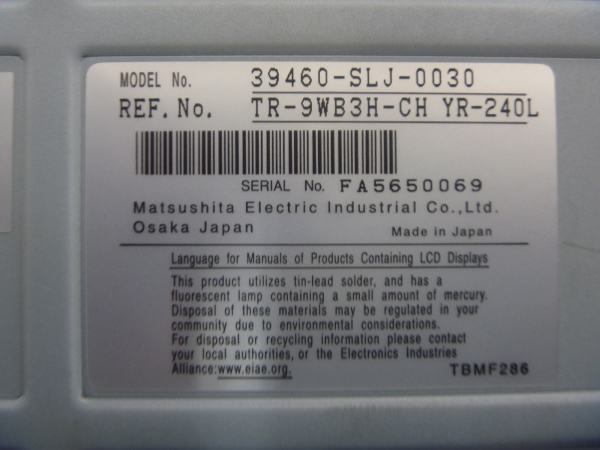 MODEL No. 39460-SLJ-0030
REF. No. TR-9WB3H-CH YR-240L
SERIAL No. FA5650069
Matsushita Electric Industrial Co.,Ltd.
Osaka Japan Made in Japan
Language for Manuals of Products Containing LCD Displays
This product utilizes tin-lead solder, and has a
fluorescent lamp containing a small amount of mercury.
Disposal of these materials may be regulated in your
community due to environmental considerations.
For disposal or recycling information please contact
your local authorities, or the Electronics Industries
Alliance:www.eiae.org.
TBMF286